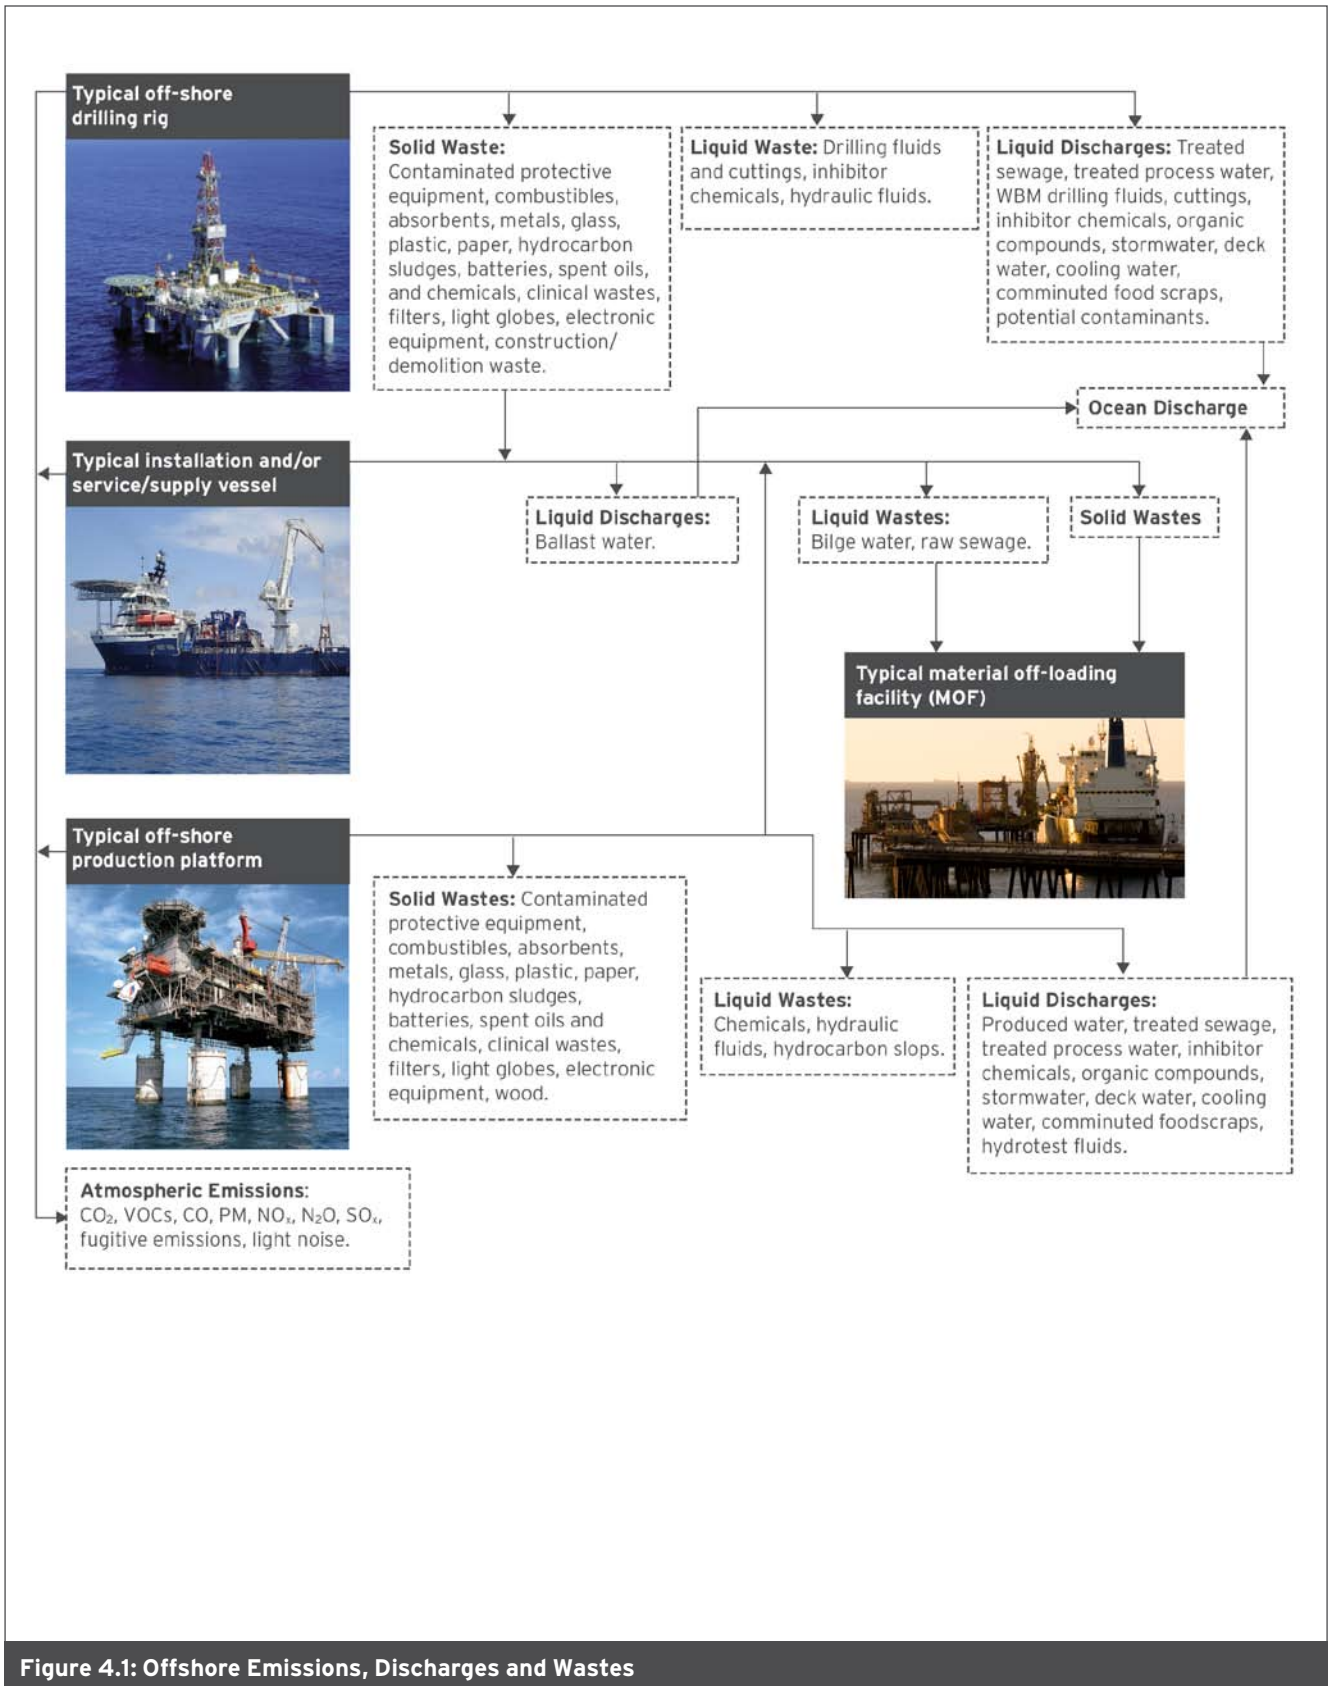 Typical off-shore
drilling rig
Solid Waste:
Contaminated protective
equipment, combustibles,
absorbents, metals, glass,
plastic, paper, hydrocarbon
sludges, batteries, spent oils,
and chemicals, clinical wastes,
filters, light globes, electronic
equipment, construction/
demolition waste.
Liquid Waste: Drilling fluids
and cuttings, inhibitor
chemicals, hydraulic fluids.
Liquid Discharges: Treated
sewage, treated process water,
WBM drilling fluids, cuttings,
inhibitor chemicals, organic
compounds, stormwater, deck
water, cooling water,
comminuted food scraps,
potential contaminants.
Ocean Discharge
Typical installation and/or
service/supply vessel
Liquid Discharges:
Ballast water.
Liquid Wastes:
Bilge water, raw sewage.
Solid Wastes
Typical material off-loading
facility (MOF)
Typical off-shore
production platform
Solid Wastes: Contaminated
protective equipment,
combustibles, absorbents,
metals, glass, plastic, paper,
hydrocarbon sludges,
batteries, spent oils and
chemicals, clinical wastes,
filters, light globes, electronic
equipment, wood.
Liquid Wastes:
Chemicals, hydraulic
fluids, hydrocarbon slops.
Liquid Discharges:
Produced water, treated sewage,
treated process water, inhibitor
chemicals, organic compounds,
stormwater, deck water, cooling
water, comminuted foodscraps,
hydrotest fluids.
Atmospheric Emissions:
CO₂, VOCs, CO, PM, NOₓ, N₂O, SOₓ,
fugitive emissions, light noise.
Figure 4.1: Offshore Emissions, Discharges and Wastes